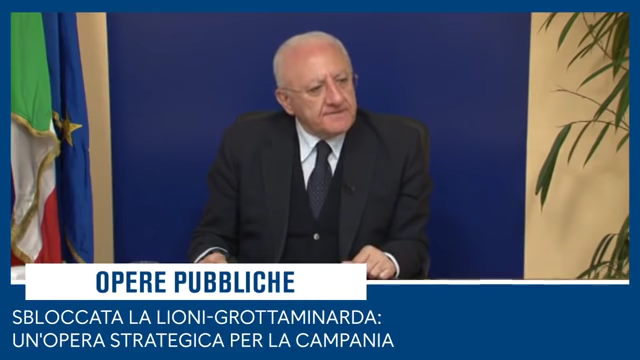 OPERE PUBBLICHE
SBLOCCATA LA LIONI-GROTTAMINARDA:
UN'OPERA STRATEGICA PER LA CAMPANIA